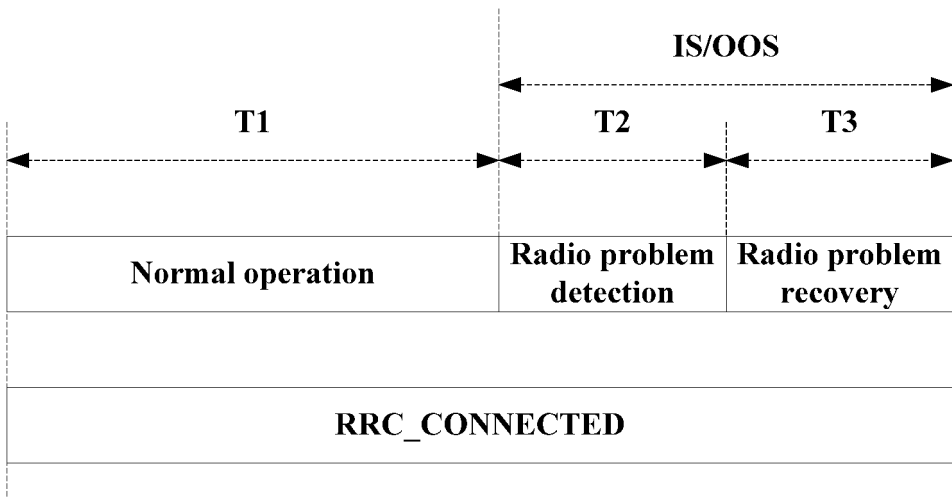 IS/OOS
T1
T2
T3
Normal operation
Radio problem
detection
Radio problem
recovery
RRC_CONNECTED